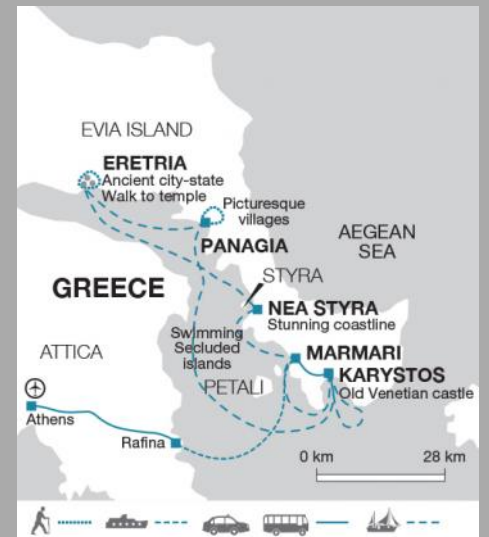 EVIA ISLAND
ERETRIA
Ancient city-state
Walk to temple
Picturesque
villages
PANAGIA
AEGEAN
SEA
STYRA
GREECE
NEA STYRA
Stunning coastline
Swimming
Secluded
islands
ATTICA
MARMARI
PETALI
KARYSTOS
Old Venetian castle
Athens
Rafina
0 km
28 km